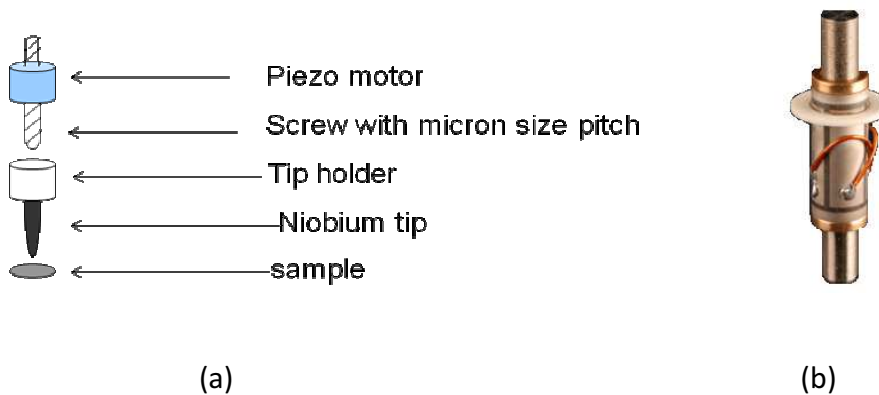 Piezo motor
Screw with micron size pitch
Tip holder
Niobium tip
sample
(a)
(b)